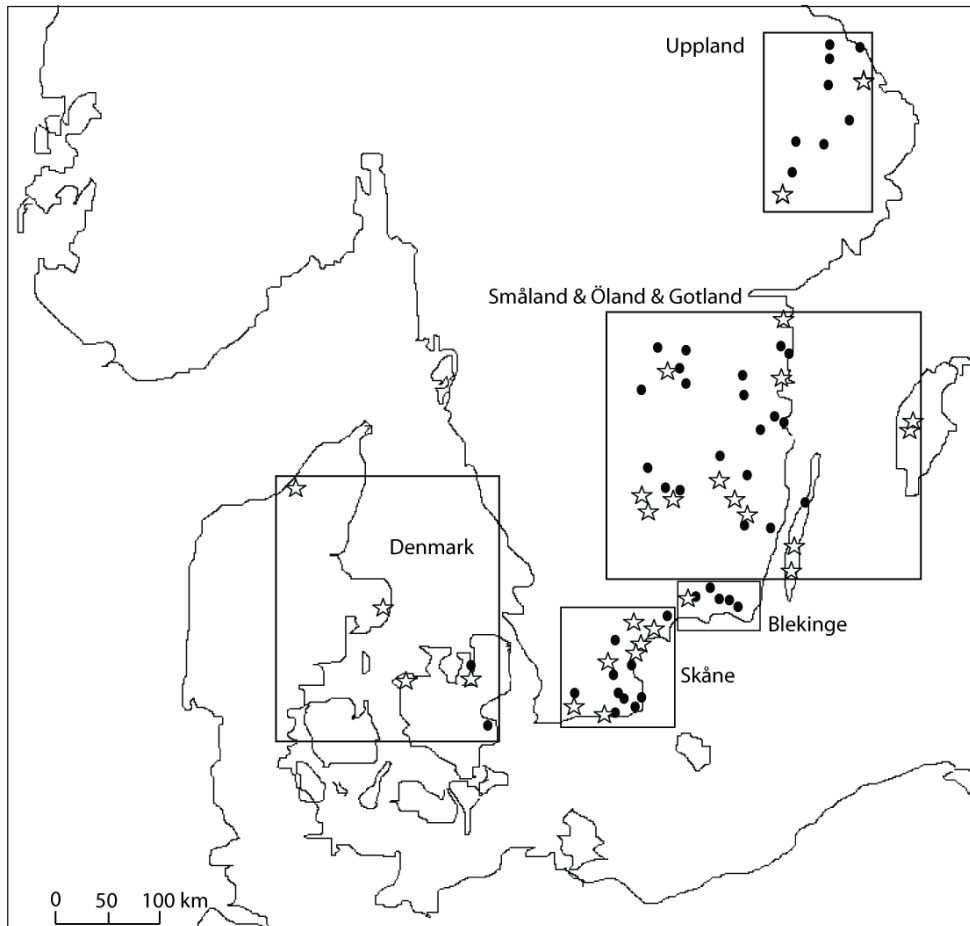 Uppland
Småland & Öland & Gotland
Denmark
Blekinge
Skåne
0 50 100 km